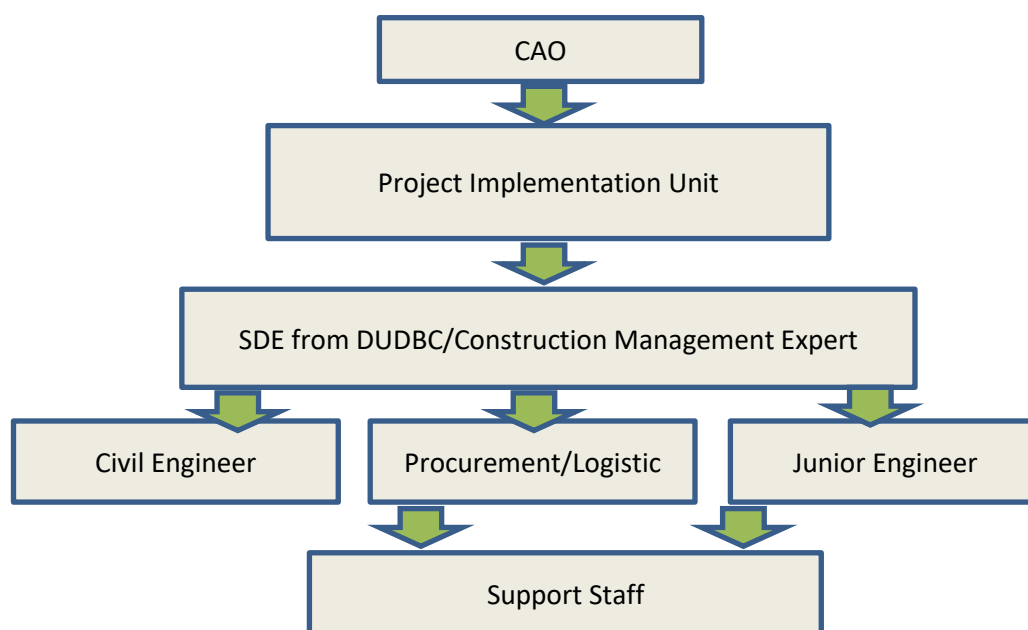 CAO
Project Implementation Unit
SDE from DUDBC/Construction Management Expert
Civil Engineer
Procurement/Logistic
Junior Engineer
Support Staff